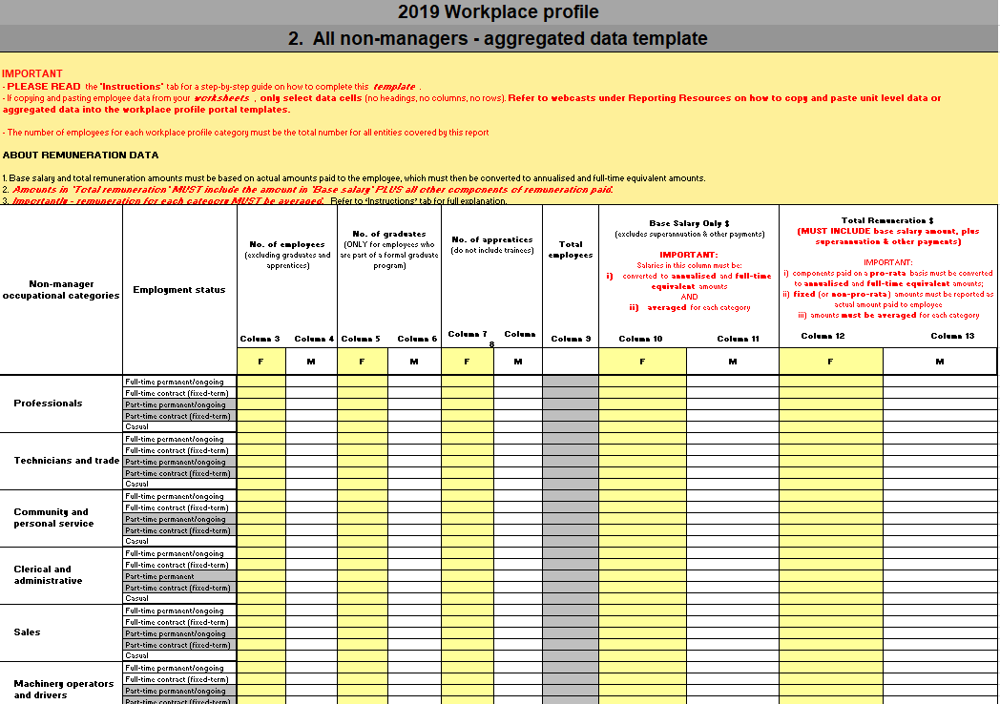 2019 Workplace profile
2. All non-managers - aggregated data template
IMPORTANT
- PLEASE READ the "Instructions" tab for a step-by-step guide on how to complete this template .
- If copying and pasting employee data from your worksheets , only select data cells (no headings, no columns, no rows). Refer to webcasts under Reporting Resources on how to copy and paste unit level data or
aggregated data into the workplace profile portal templates.
- The number of employees for each workplace profile category must be the total number for all entities covered by this report
ABOUT REMUNERATION DATA
1. Base salary and total remuneration amounts must be based on actual amounts paid to the employee, which must then be converted to annualised and full-time equivalent amounts.
2. Amounts in 'Total remuneration' MUST include the amount in 'Base salary' PLUS all other components of remuneration paid.
3. Importantly - remuneration for each category MUST be averaged. Refer to 'Instructions' tab for full explanation.
Non-manager
occupational categories
Employment status
No. of employees
(excluding graduates and
apprentices)
No. of graduates
(ONLY for employees who
are part of a formal graduate
program)
No. of apprentices
(do not include trainees)
Total
employees
Base Salary Only $
(excludes superannuation & other payments)
IMPORTANT:
Salaries in this column must be:
i) converted to annualised and full-time
equivalent amounts
AND
ii) averaged for each category
Total Remuneration $
(MUST INCLUDE base salary amount, plus
superannuation & other payments)
IMPORTANT:
i) components paid on a pro-rata basis must be converted
to annualised and full-time equivalent amounts;
ii) fixed (or non-pro-rata) amounts must be reported as
actual amount paid to employee
iii) amounts must be averaged for each category
Column 3 Column 4 Column 5 Column 6 Column 7 Column
8
Column 9 Column 10 Column 11 Column 12 Column 13
F M F M F M F M F M
Professionals
Full-time permanent/ongoing
Full-time contract (fixed-term)
Part-time permanent/ongoing
Part-time contract (fixed-term)
Casual
Technicians and trade
Full-time permanent/ongoing
Full-time contract (fixed-term)
Part-time permanent/ongoing
Part-time contract (fixed-term)
Casual
Community and
personal service
Full-time permanent/ongoing
Full-time contract (fixed-term)
Part-time permanent/ongoing
Part-time contract (fixed-term)
Casual
Clerical and
administrative
Full-time permanent/ongoing
Full-time contract (fixed-term)
Part-time permanent
Part-time contract (fixed-term)
Casual
Sales
Full-time permanent/ongoing
Full-time contract (fixed-term)
Part-time permanent/ongoing
Part-time contract (fixed-term)
Casual
Machinery operators
and drivers
Full-time permanent/ongoing
Full-time contract (fixed-term)
Part-time permanent/ongoing
Part-time contract (fixed-term)